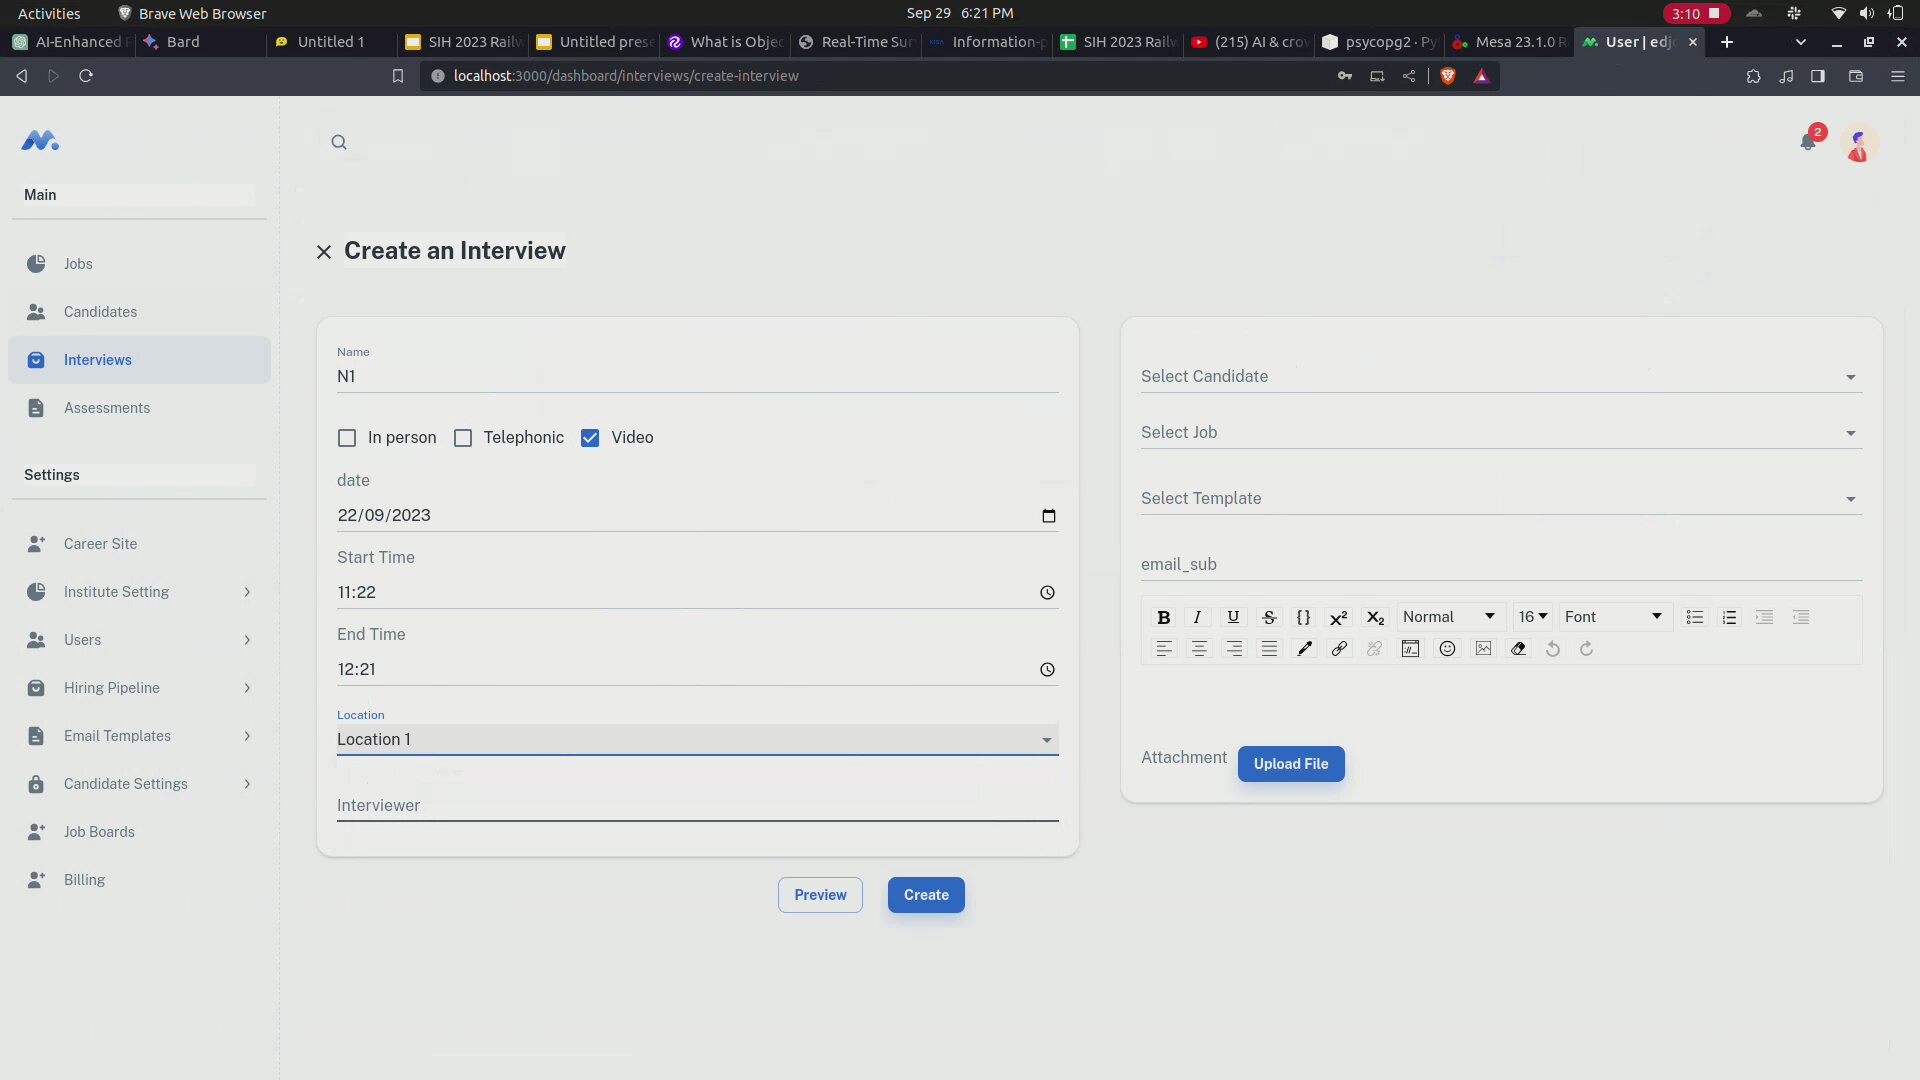 Activities
Brave Web Browser
Sep 29 6:21 PM
3:10
AI-Enhanced
Bard
Untitled 1
SIH 2023 Railw
Untitled prese
What is Objec
Real-Time Sur
Information-p
SIH 2023 Railw
(215) AI & crow
psycopg2 · Py
Mesa 23.1.0 R
User | edj
localhost:3000/dashboard/interviews/create-interview
2
Main
Jobs
Candidates
Interviews
Assessments
Settings
Career Site
Institute Setting
Users
Hiring Pipeline
Email Templates
Candidate Settings
Job Boards
Billing
Create an Interview
Name
N1
In person
Telephonic
Video
date
22/09/2023
Start Time
11:22
End Time
12:21
Location
Location 1
Interviewer
Select Candidate
Select Job
Select Template
email_sub
B I U S {} X² X₂ Normal 16 Font
Attachment
Upload File
Preview
Create